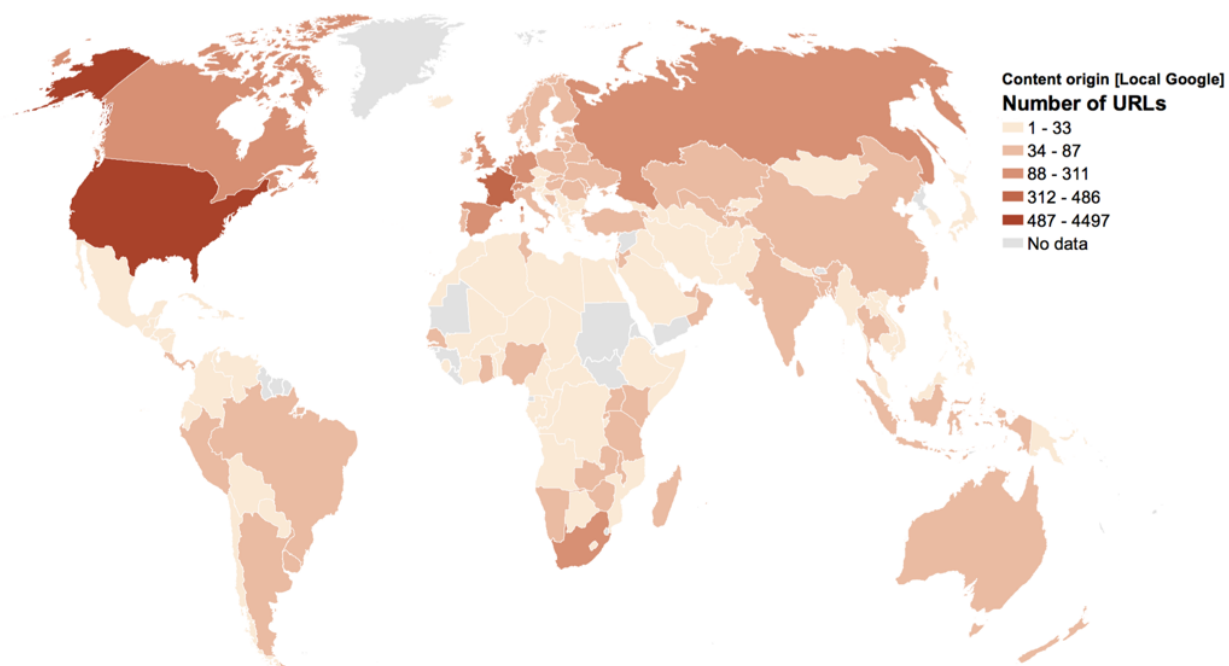 Content origin [Local Google]
Number of URLs
1 - 33
34 - 87
88 - 311
312 - 486
487 - 4497
No data